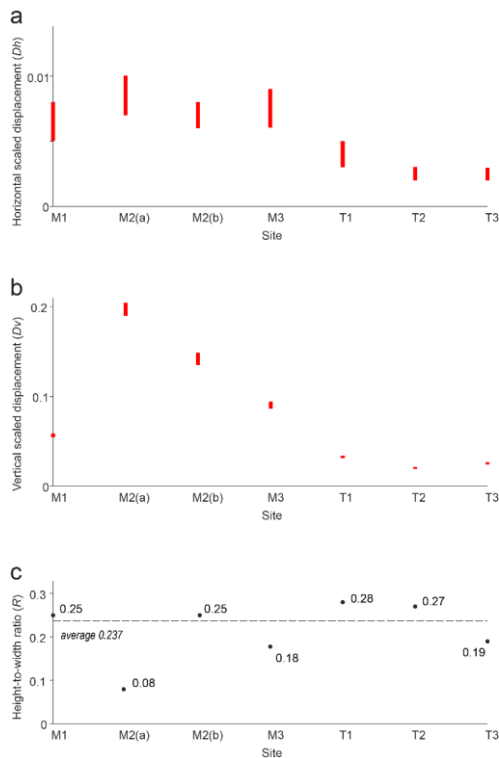 a
Horizontal scaled displacement (Dh)
0.01
0
M1 M2(a) M2(b) M3 T1 T2 T3
Site
b
Vertical scaled displacement (Dv)
0.2
0.1
0
M1 M2(a) M2(b) M3 T1 T2 T3
Site
c
Height-to-width ratio (R)
0.3
0.2
0.1
0
0.25
0.08
0.25
0.18
0.28
0.27
0.19
average 0.237
M1 M2(a) M2(b) M3 T1 T2 T3
Site